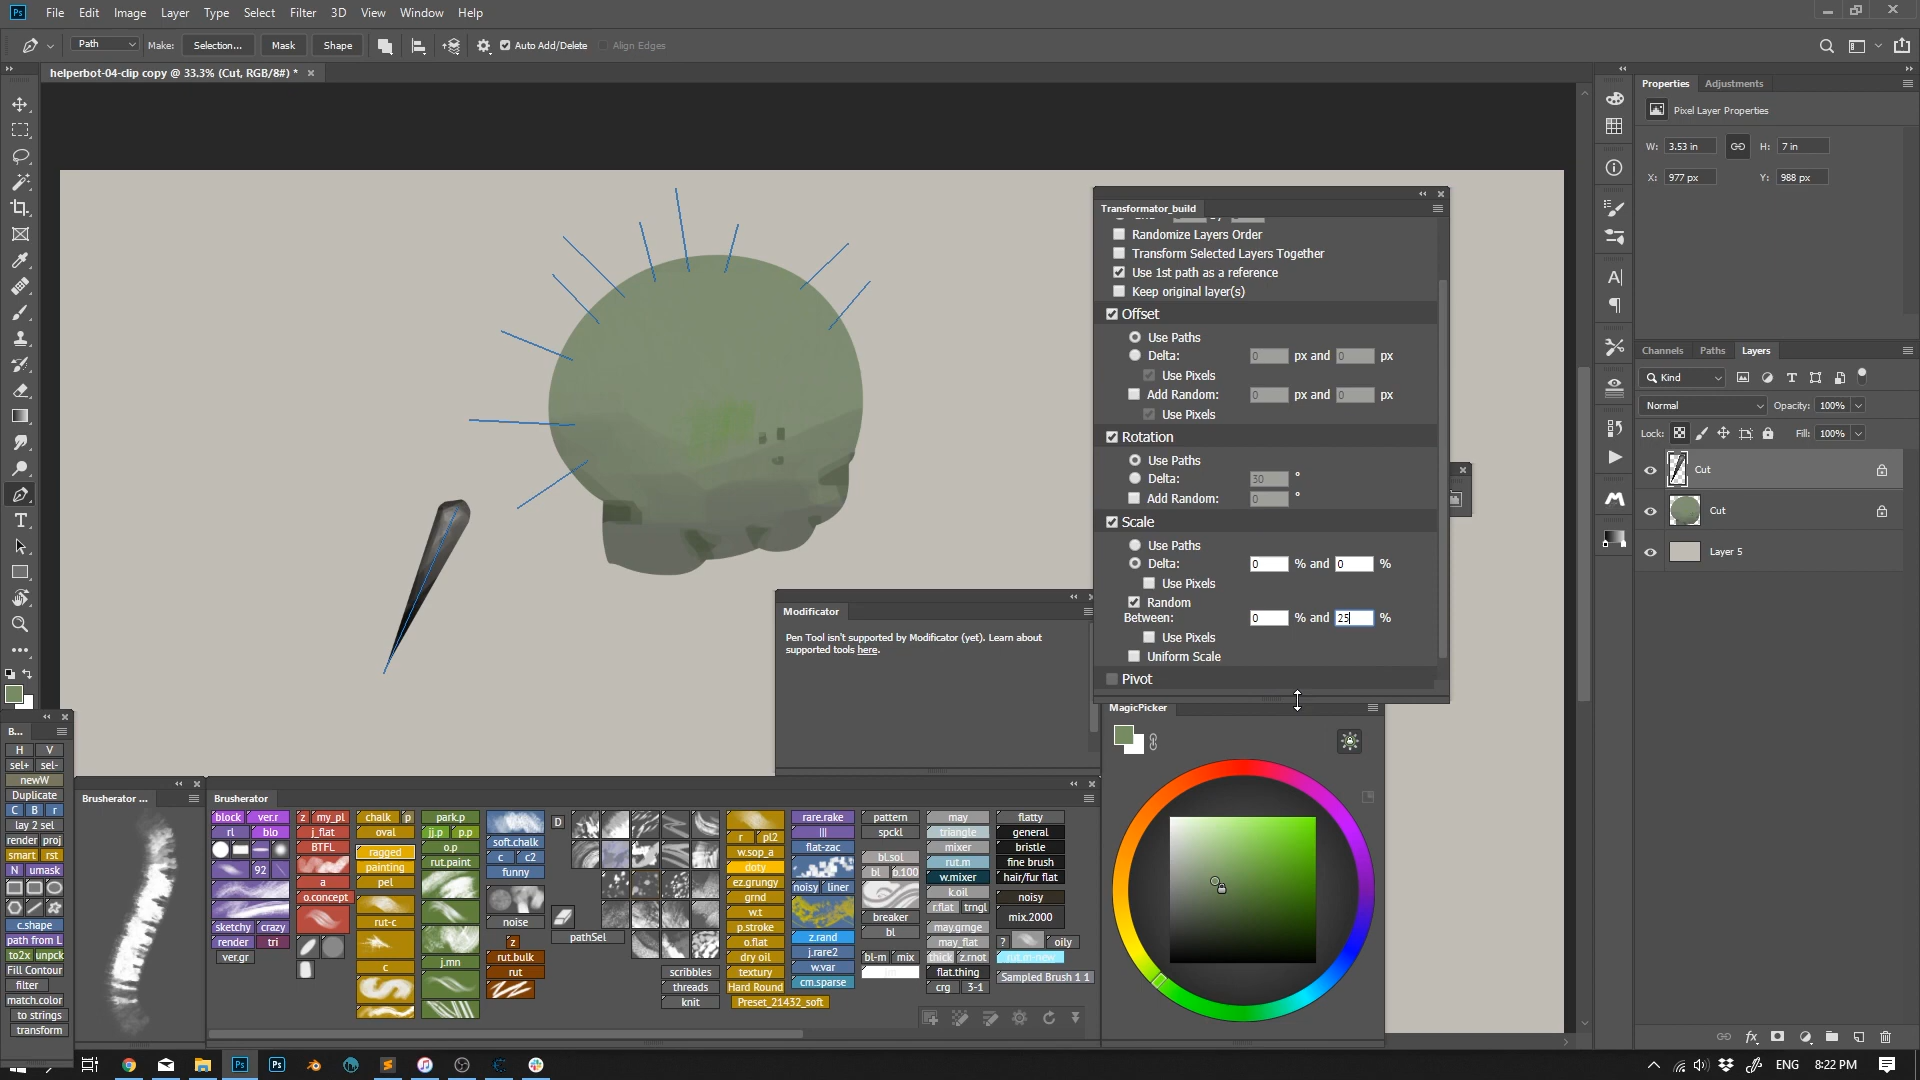 Ps File Edit Image Layer Type Select Filter 3D View Window Help
Path Make: Selection... Mask Shape Auto Add/Delete Align Edges
helperbot-04-clip copy @ 33.3% (Cut, RGB/8#) *
Transformator_build
Randomize Layers Order
Transform Selected Layers Together
Use 1st path as a reference
Keep original layer(s)
Offset
Use Paths
Delta: 0 px and 0 px
Use Pixels
Add Random: 0 px and 0 px
Use Pixels
Rotation
Use Paths
Delta: 30 °
Add Random: 0 °
Scale
Use Paths
Delta: 0 % and 0 %
Use Pixels
Random
Between: 0 % and 25 %
Use Pixels
Uniform Scale
Pivot
Modificator
Pen Tool isn't supported by Modificator (yet). Learn about
supported tools here.
MagicPicker
Properties Adjustments
Pixel Layer Properties
W: 3.53 in H: 7 in
X: 977 px Y: 988 px
Channels Paths Layers
Kind
Normal Opacity: 100%
Lock: Fill: 100%
Cut
Cut
Layer 5
B...
H V
sel+ sel-
newW
Duplicate
C B r
lay 2 sel
render proj
smart rst
N umask
c.shape
path from L
to2x unpck
Fill Contour
filter
match.color
to strings
transform
Brusherator ...
Brusherator
block ver.r
rl blo
92
sketchy crazy
render tri
ver.gr
z my_pl
j_flat
BTFL
a
o.concept
chalk p
oval
ragged
painting
pel
rut-c
c
park.p
jj.p p.p
o.p
rut.paint
j.mn
soft.chalk
c c2
funny
noise
z
rut.bulk
rut
D
pathSel
scribbles
threads
knit
r pl2
w.sop_a
doty
ez.grungy
grnd
w.t
p.stroke
o.flat
dry oil
textury
Hard Round
Preset_21432_soft
rare.rake
|||
flat-zac
noisy liner
z.rand
j.rare2
w.var
cm.sparse
pattern
spckl
bl.sol
bl b.100
breaker
bl
bl-m mix
may
triangle
mixer
rut.m
w.mixer
k.oil
r.flat trngl
may.grnge
may_flat
thick z.rnot
flat.thing
crg 3-1
flatty
general
bristle
fine brush
hair/fur flat
noisy
mix.2000
? oily
rut.m-new
Sampled Brush 1 1
ENG 8:22 PM